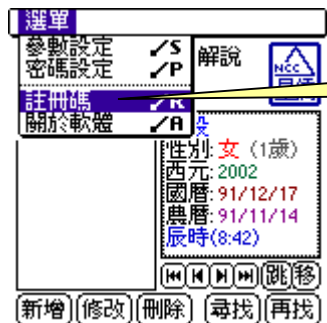 選單
參數設定 ✓S
密碼設定 ✓P
註冊碼 ✓R
關於軟體 ✓A
解說
NCC
性別: 女 (1歲)
西元: 2002
國曆: 91/12/17
農曆: 91/11/14
辰時(8:42)
跳 移
新增 修改 刪除 尋找 再找